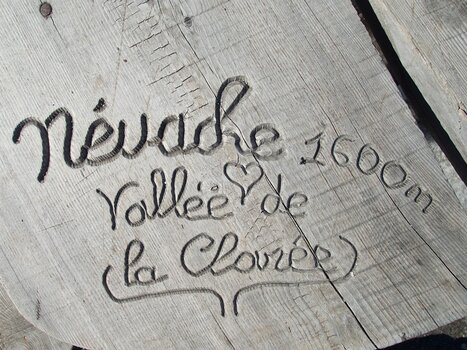 Névache 1600m
Vallée ♡ de
la Clarée